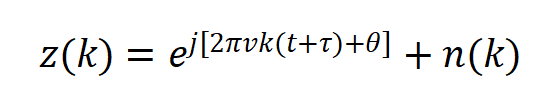 z(k) = e^{j[2πvk(t+τ)+θ]} + n(k)